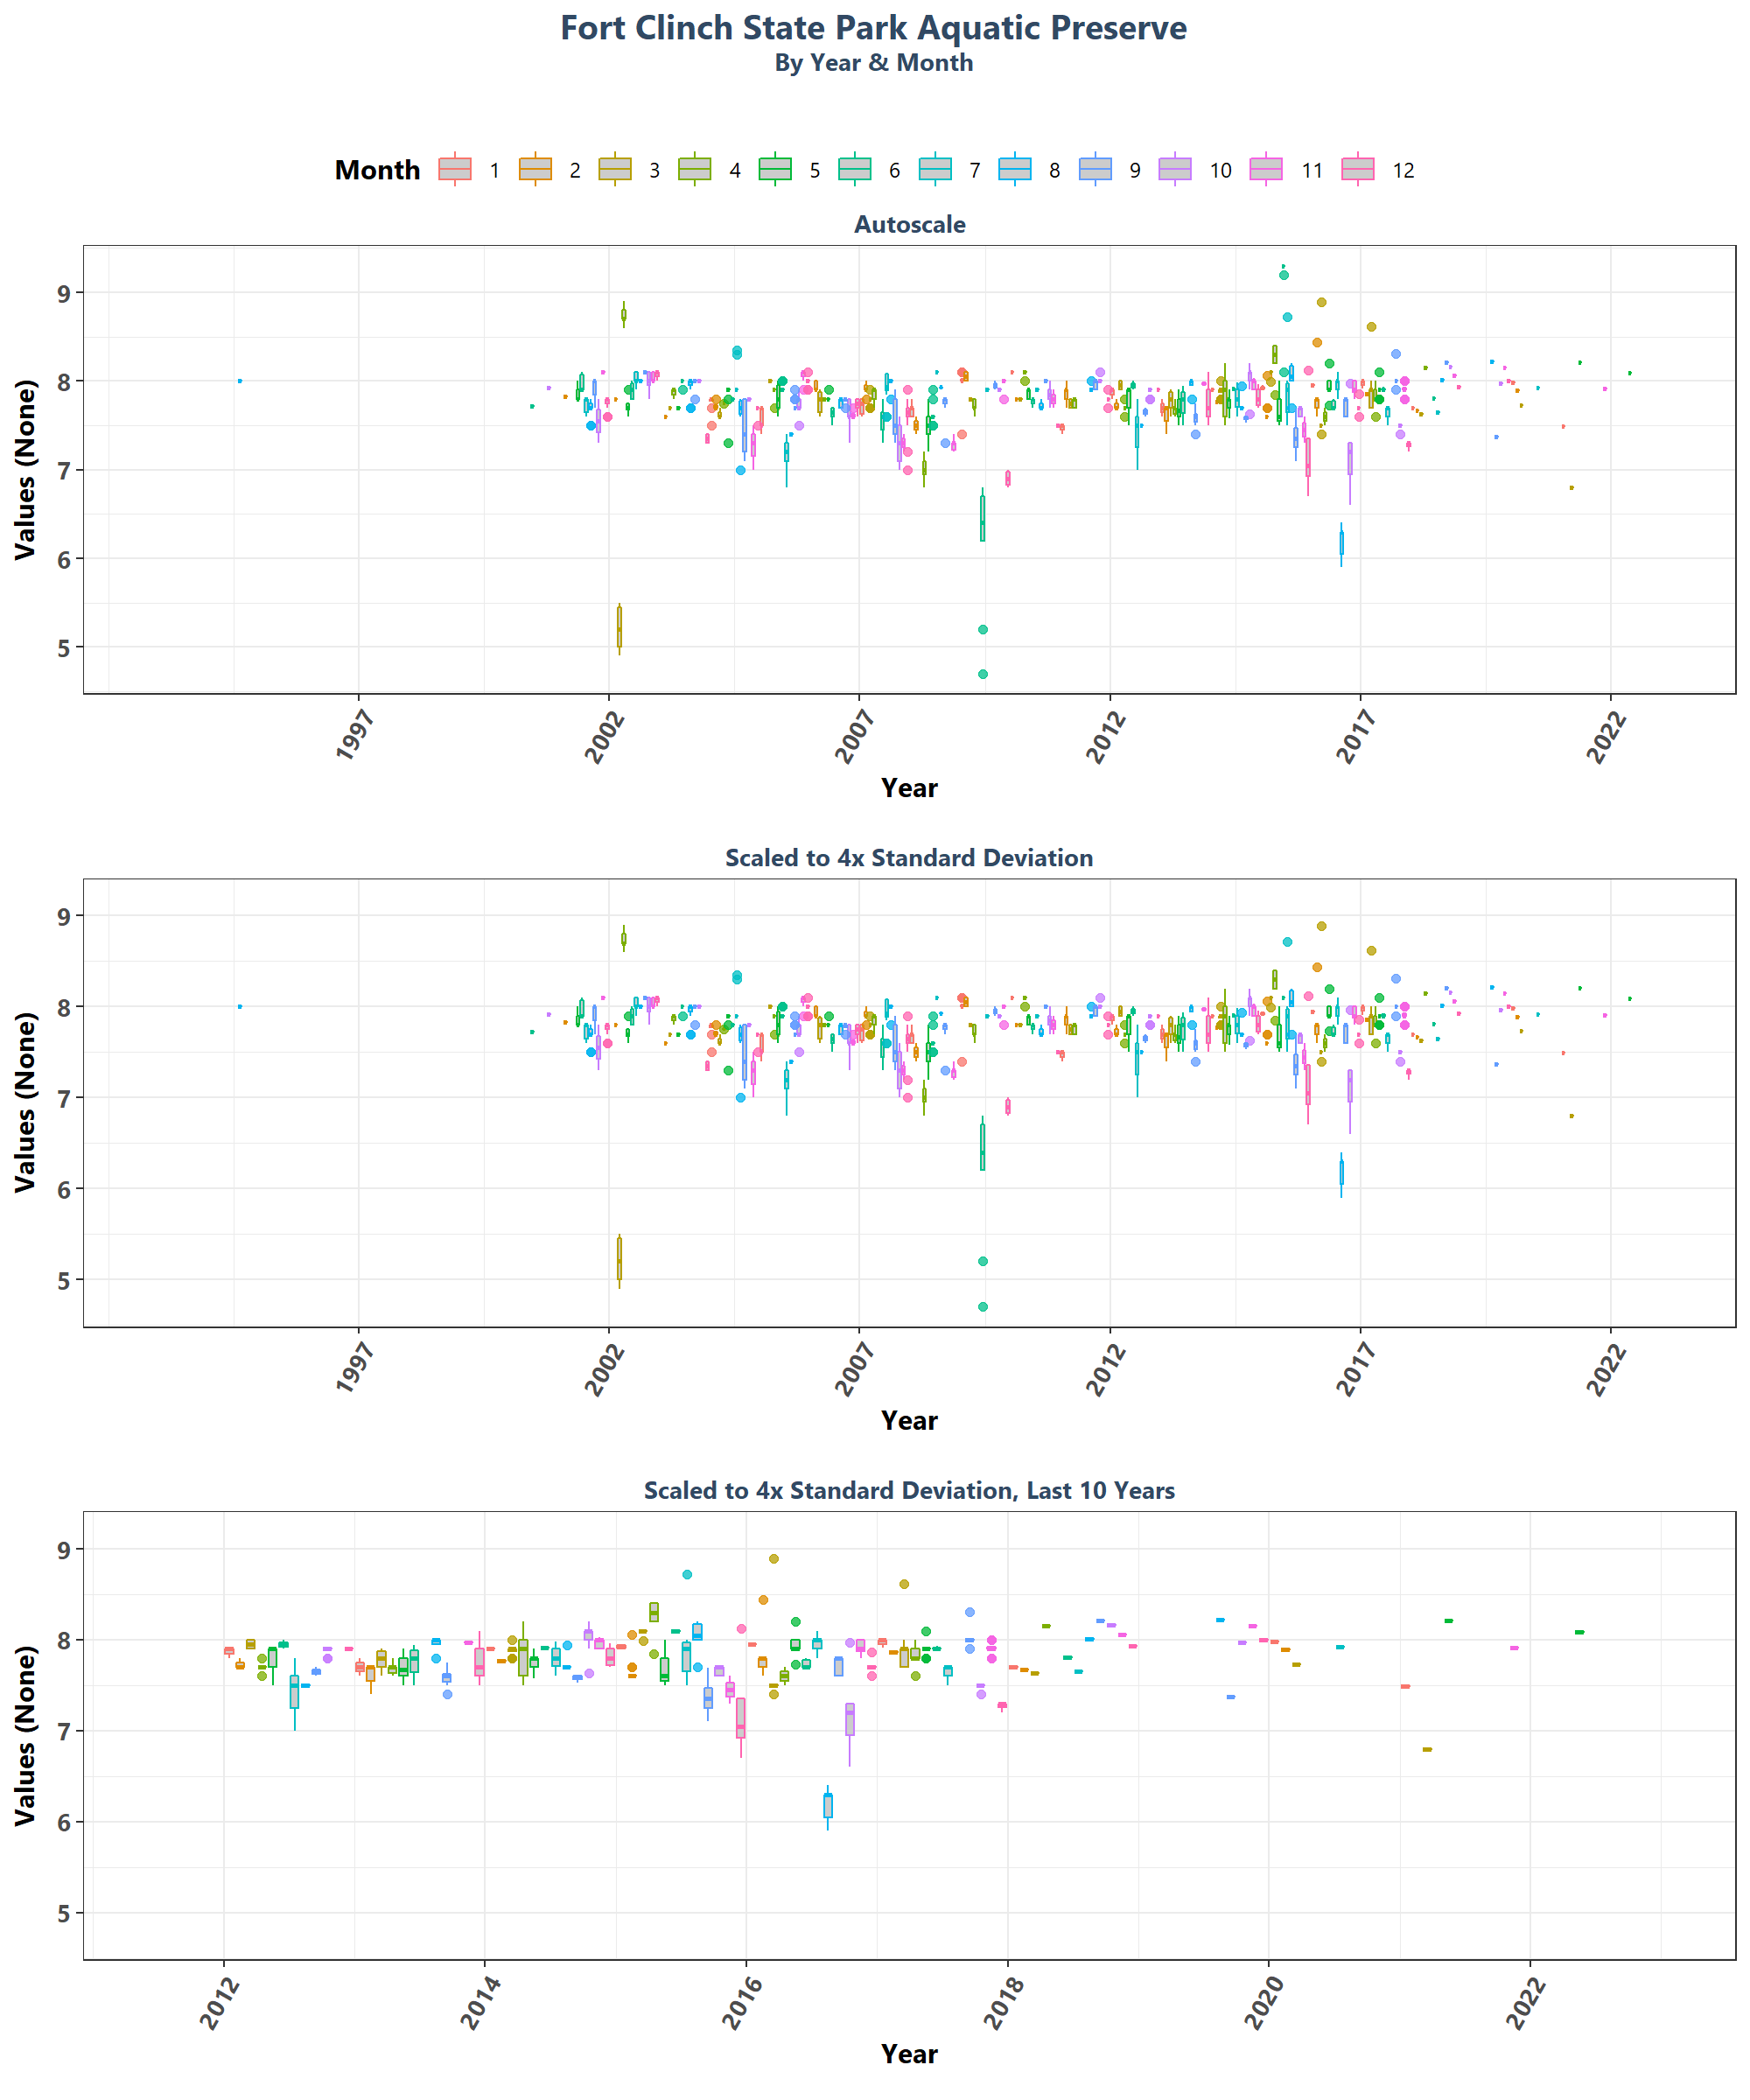 Fort Clinch State Park Aquatic Preserve
By Year & Month
Month 1 2 3 4 5 6 7 8 9 10 11 12
Autoscale
Values (None)
9
8
7
6
5
1997 2002 2007 2012 2017 2022
Year
Scaled to 4x Standard Deviation
Values (None)
9
8
7
6
5
1997 2002 2007 2012 2017 2022
Year
Scaled to 4x Standard Deviation, Last 10 Years
Values (None)
9
8
7
6
5
2012 2014 2016 2018 2020 2022
Year